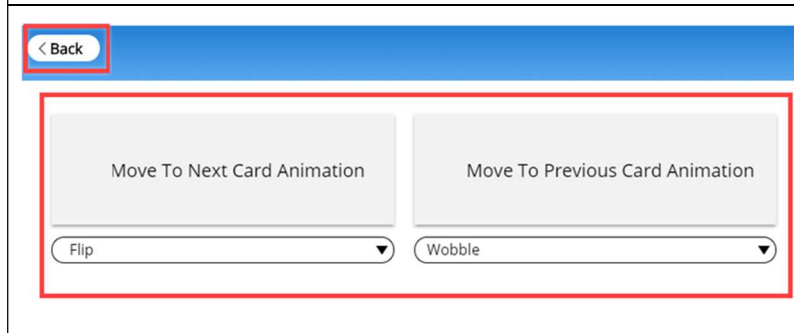 Back
Move To Next Card Animation
Move To Previous Card Animation
Flip
Wobble